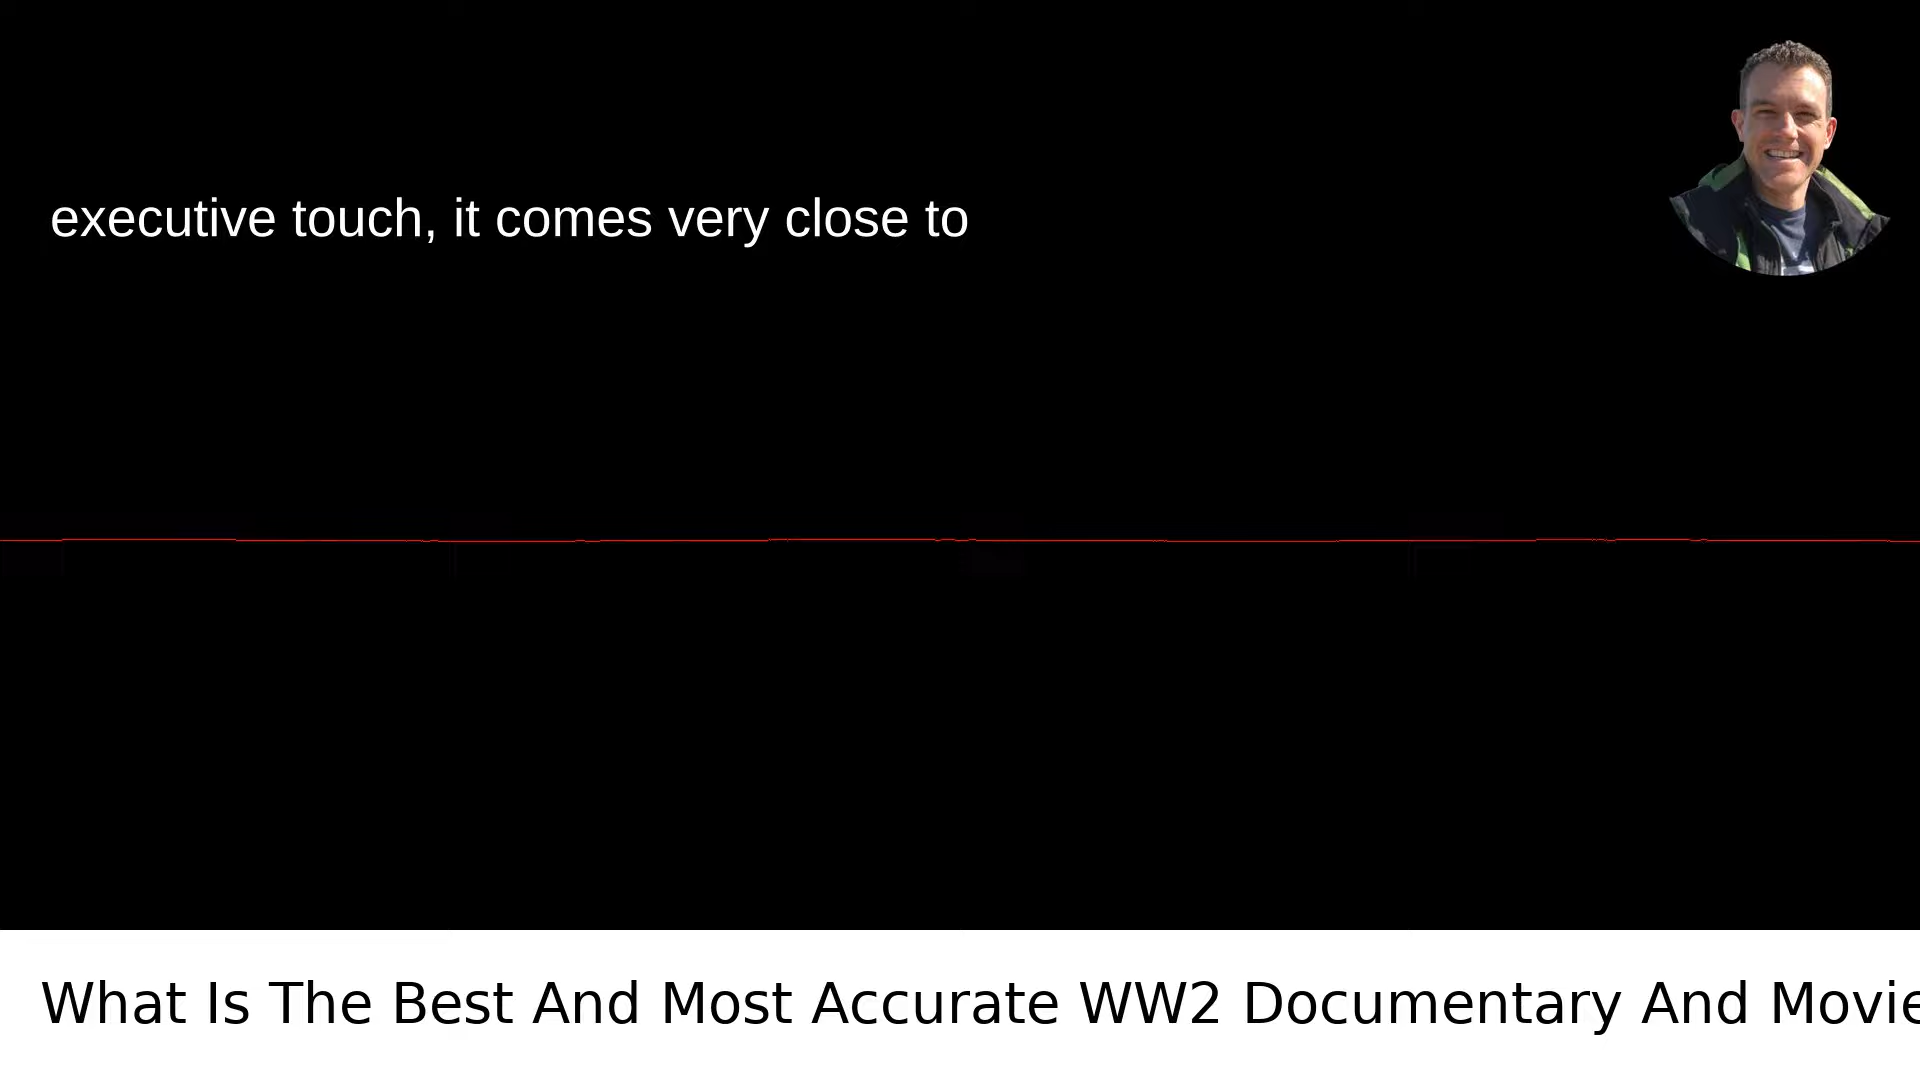 executive touch, it comes very close to
What Is The Best And Most Accurate WW2 Documentary And Movie